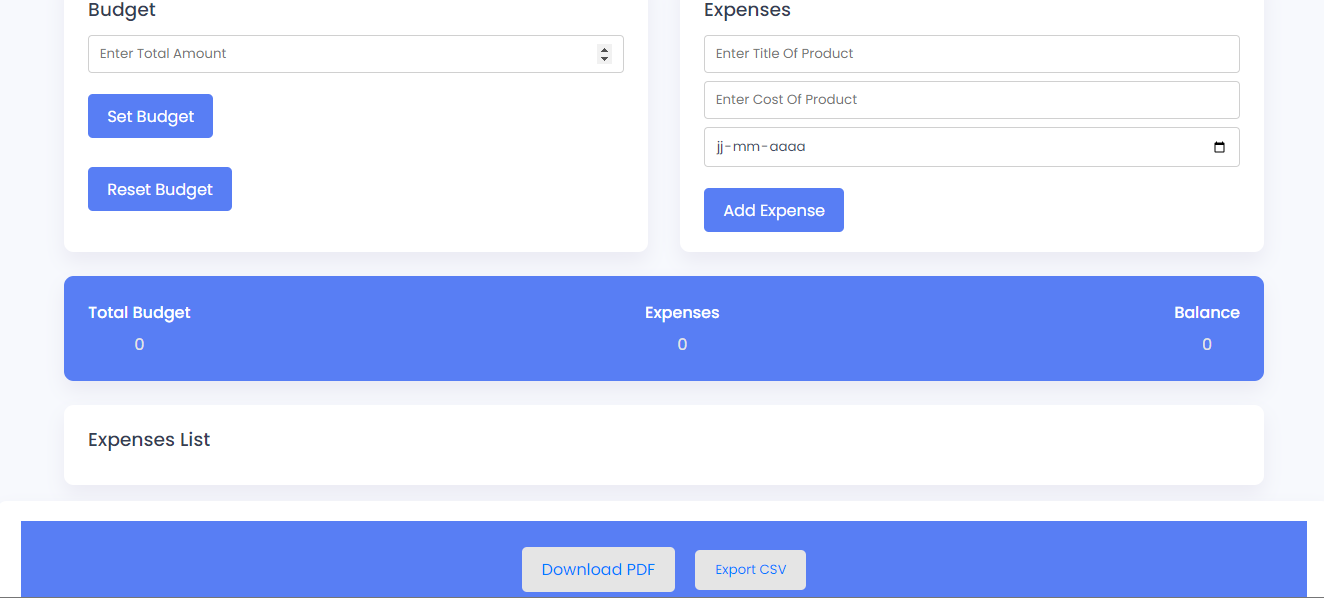 Budget
Enter Total Amount
Set Budget
Reset Budget
Expenses
Enter Title Of Product
Enter Cost Of Product
jj-mm-aaaa
Add Expense
Total Budget
0
Expenses
0
Balance
0
Expenses List
Download PDF
Export CSV